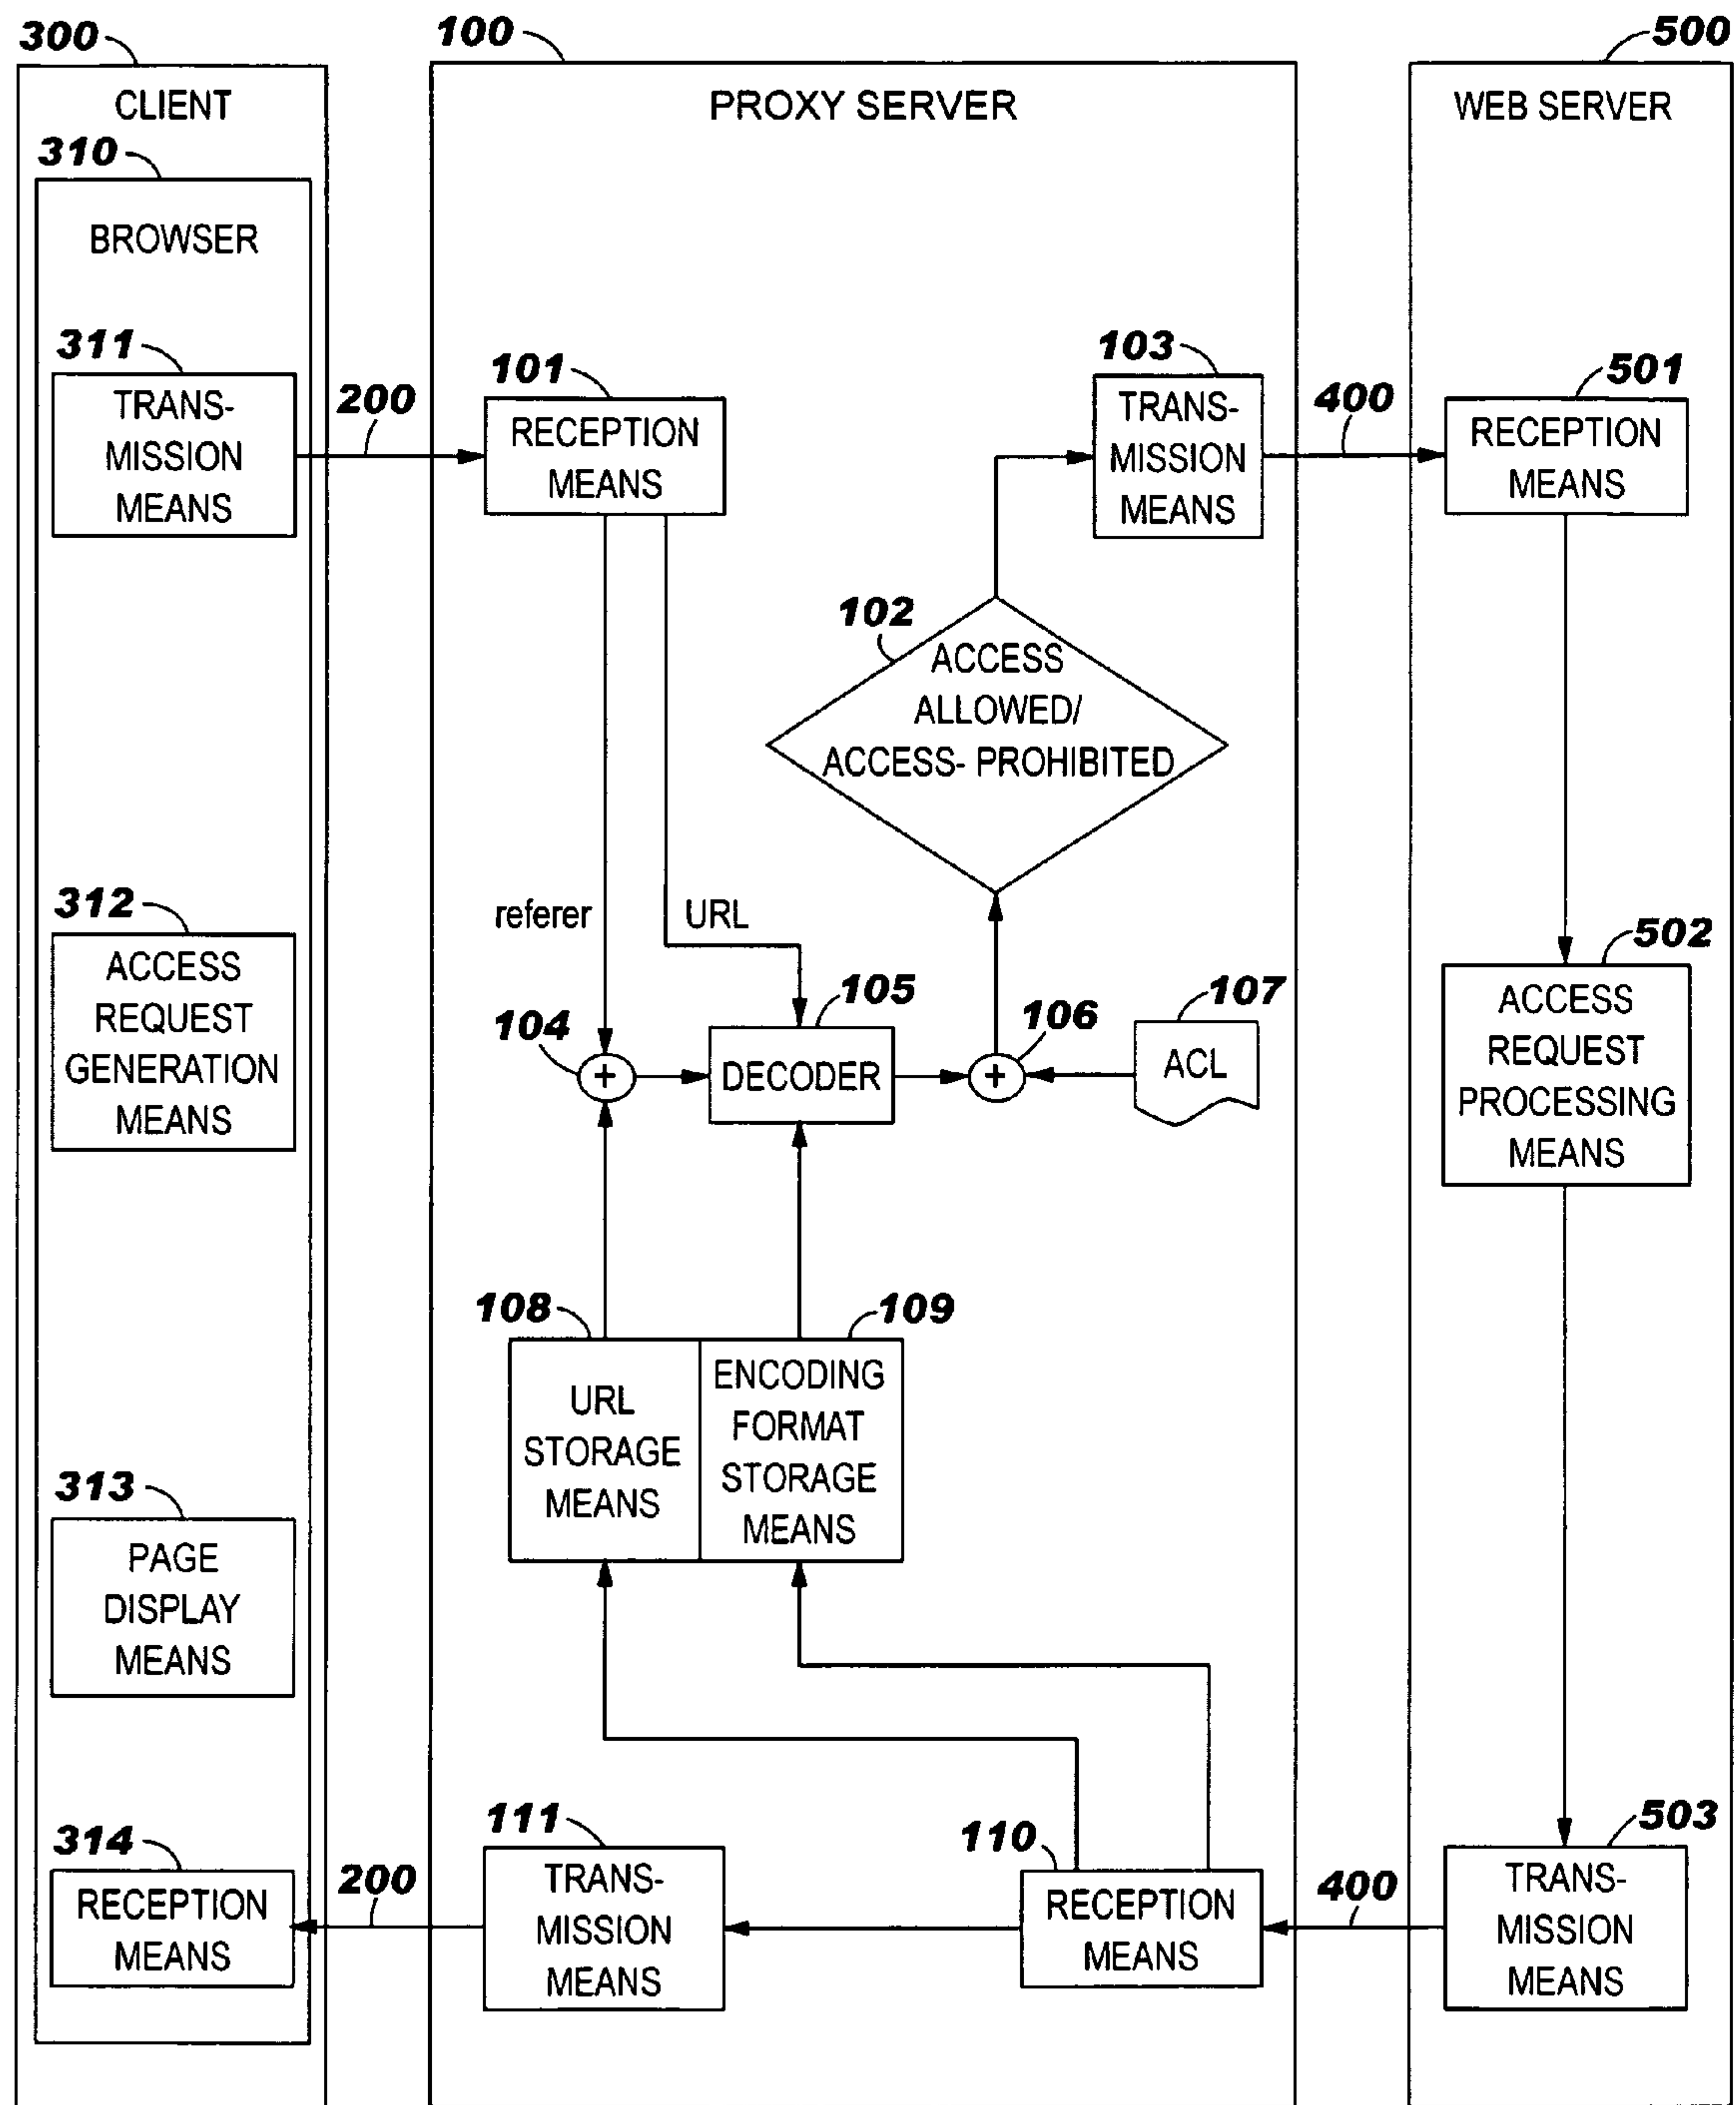 300
100
500
CLIENT
PROXY SERVER
WEB SERVER
310
BROWSER
311
TRANS-
MISSION
MEANS
200
101
RECEPTION
MEANS
103
TRANS-
MISSION
MEANS
400
501
RECEPTION
MEANS
102
ACCESS
ALLOWED/
ACCESS- PROHIBITED
312
ACCESS
REQUEST
GENERATION
MEANS
referer
URL
502
ACCESS
REQUEST
PROCESSING
MEANS
104
+
105
DECODER
106
+
107
ACL
108
URL
STORAGE
MEANS
109
ENCODING
FORMAT
STORAGE
MEANS
313
PAGE
DISPLAY
MEANS
314
RECEPTION
MEANS
200
111
TRANS-
MISSION
MEANS
110
RECEPTION
MEANS
400
503
TRANS-
MISSION
MEANS